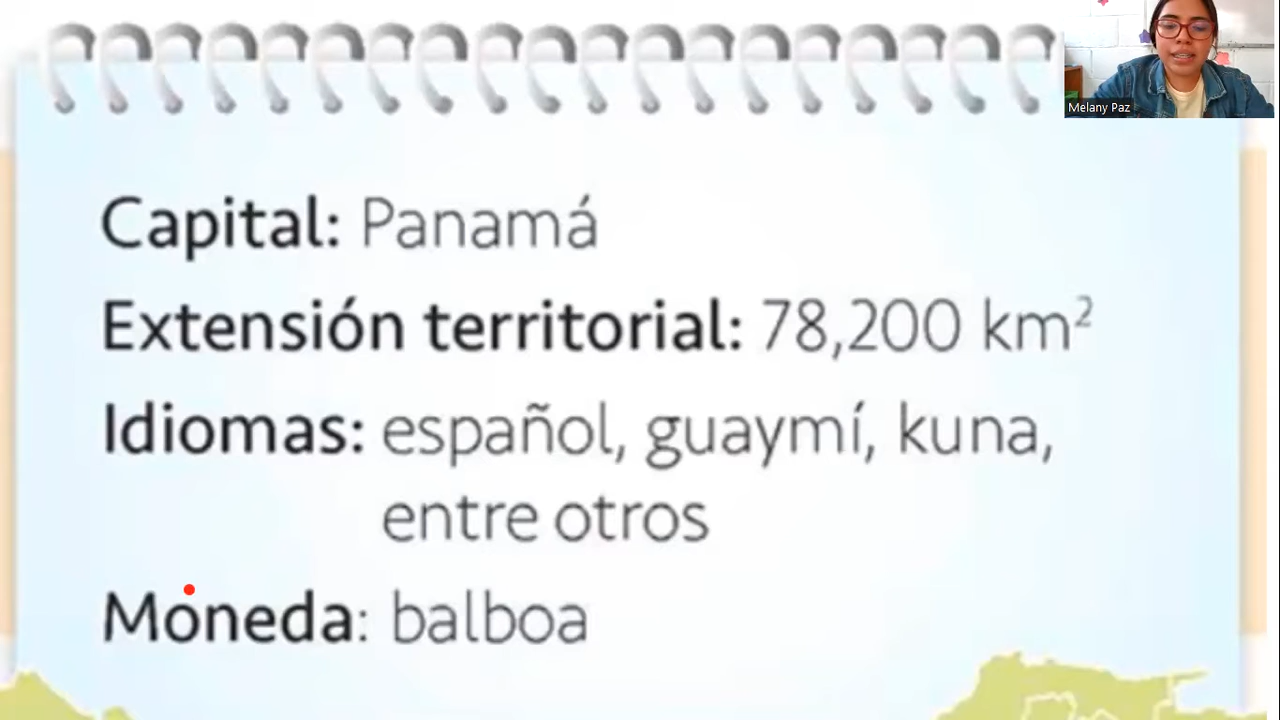 Melany Paz
Capital: Panamá
Extensión territorial: 78,200 km²
Idiomas: español, guaymí, kuna,
entre otros
Moneda: balboa